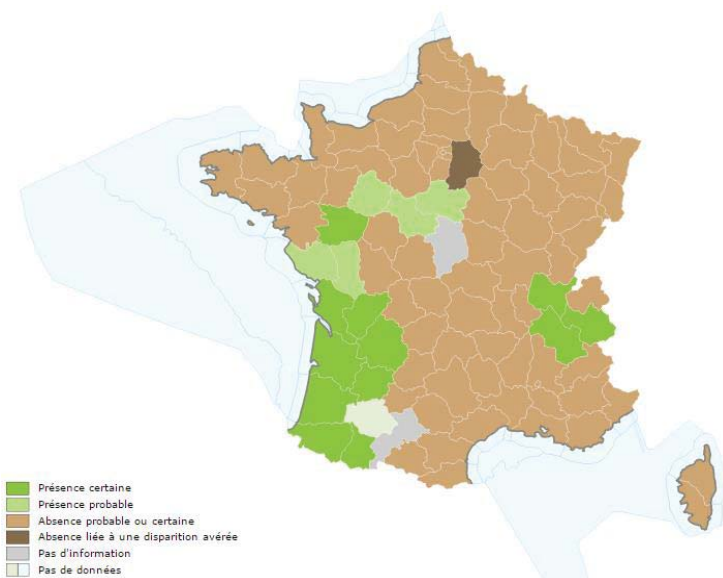 Présence certaine
Présence probable
Absence probable ou certaine
Absence liée à une disparition avérée
Pas d'information
Pas de données